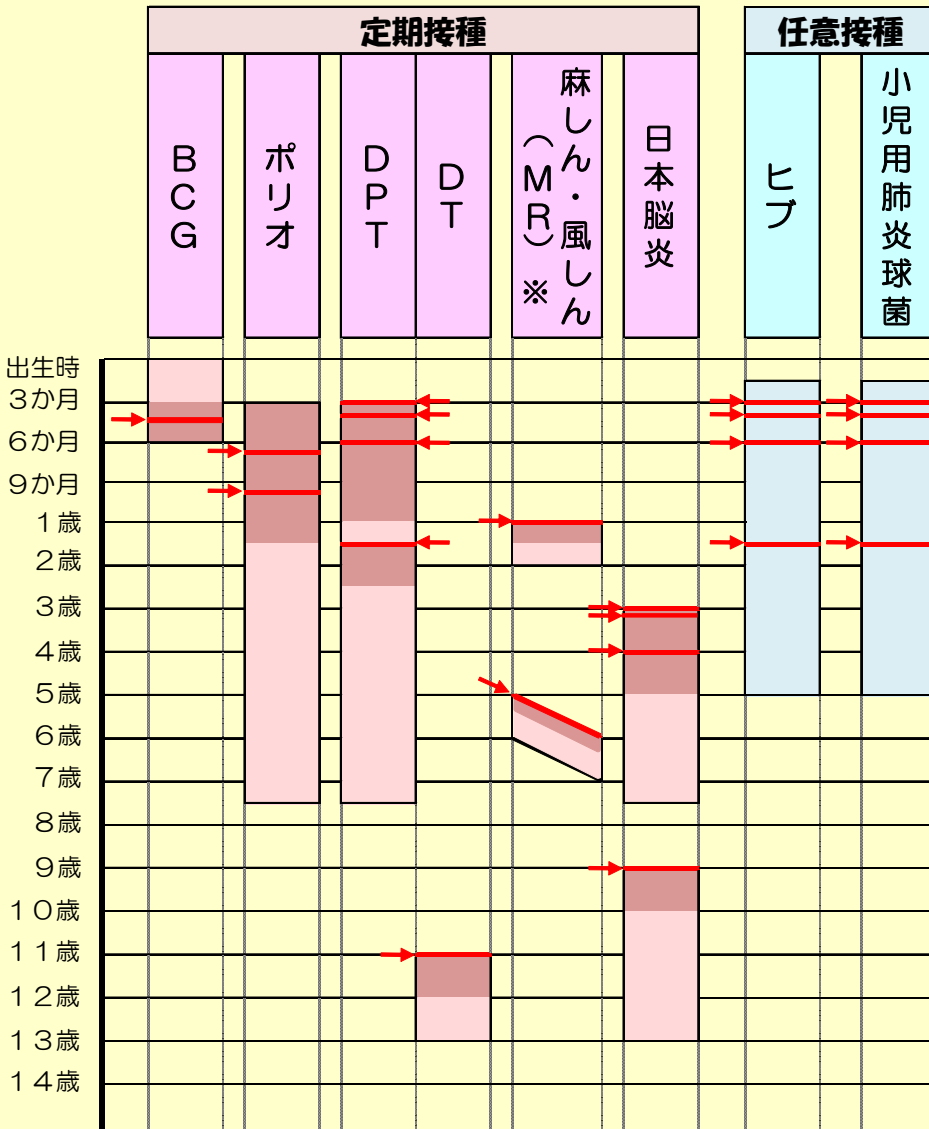 定期接種
任意接種
BCG
ポリオ
DPT
DT
麻しん・風しん
（MR）※
日本脳炎
ヒブ
小児用肺炎球菌
出生時
３か月
６か月
９か月
１歳
２歳
３歳
４歳
５歳
６歳
７歳
８歳
９歳
１０歳
１１歳
１２歳
１３歳
１４歳